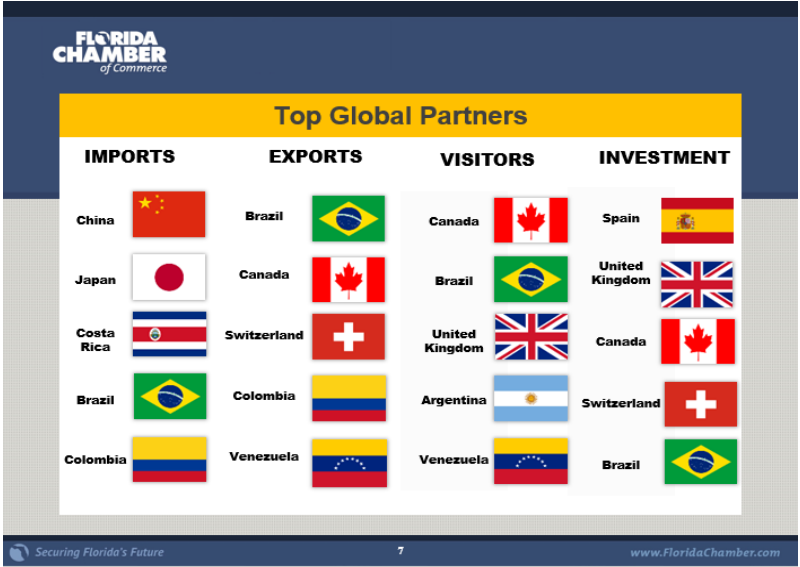 FLORIDA
CHAMBER
of Commerce
Top Global Partners
IMPORTS
EXPORTS
VISITORS
INVESTMENT
China
Brazil
Canada
Spain
Japan
Canada
Brazil
United
Kingdom
Costa
Rica
Switzerland
United
Kingdom
Canada
Brazil
Colombia
Argentina
Switzerland
Colombia
Venezuela
Venezuela
Brazil
Securing Florida's Future
7
www.FloridaChamber.com